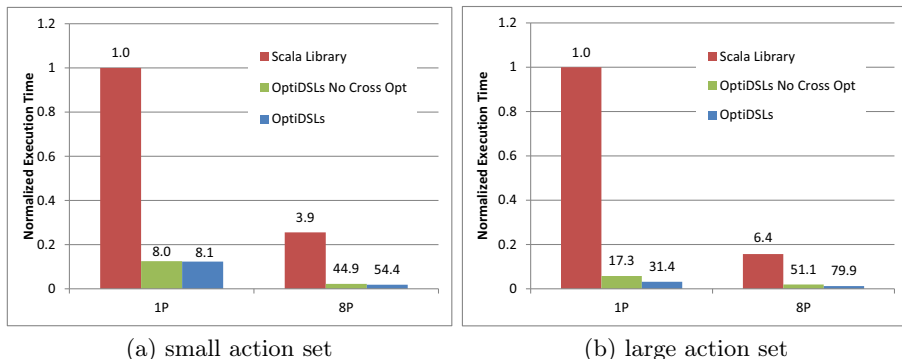 1.2
1
0.8
0.6
0.4
0.2
0
Normalized Execution Time
1.0
8.0
8.1
3.9
44.9
54.4
Scala Library
OptiDSLs No Cross Opt
OptiDSLs
1P
8P
(a) small action set
1.2
1
0.8
0.6
0.4
0.2
0
Normalized Execution Time
1.0
17.3
31.4
6.4
51.1
79.9
Scala Library
OptiDSLs No Cross Opt
OptiDSLs
1P
8P
(b) large action set